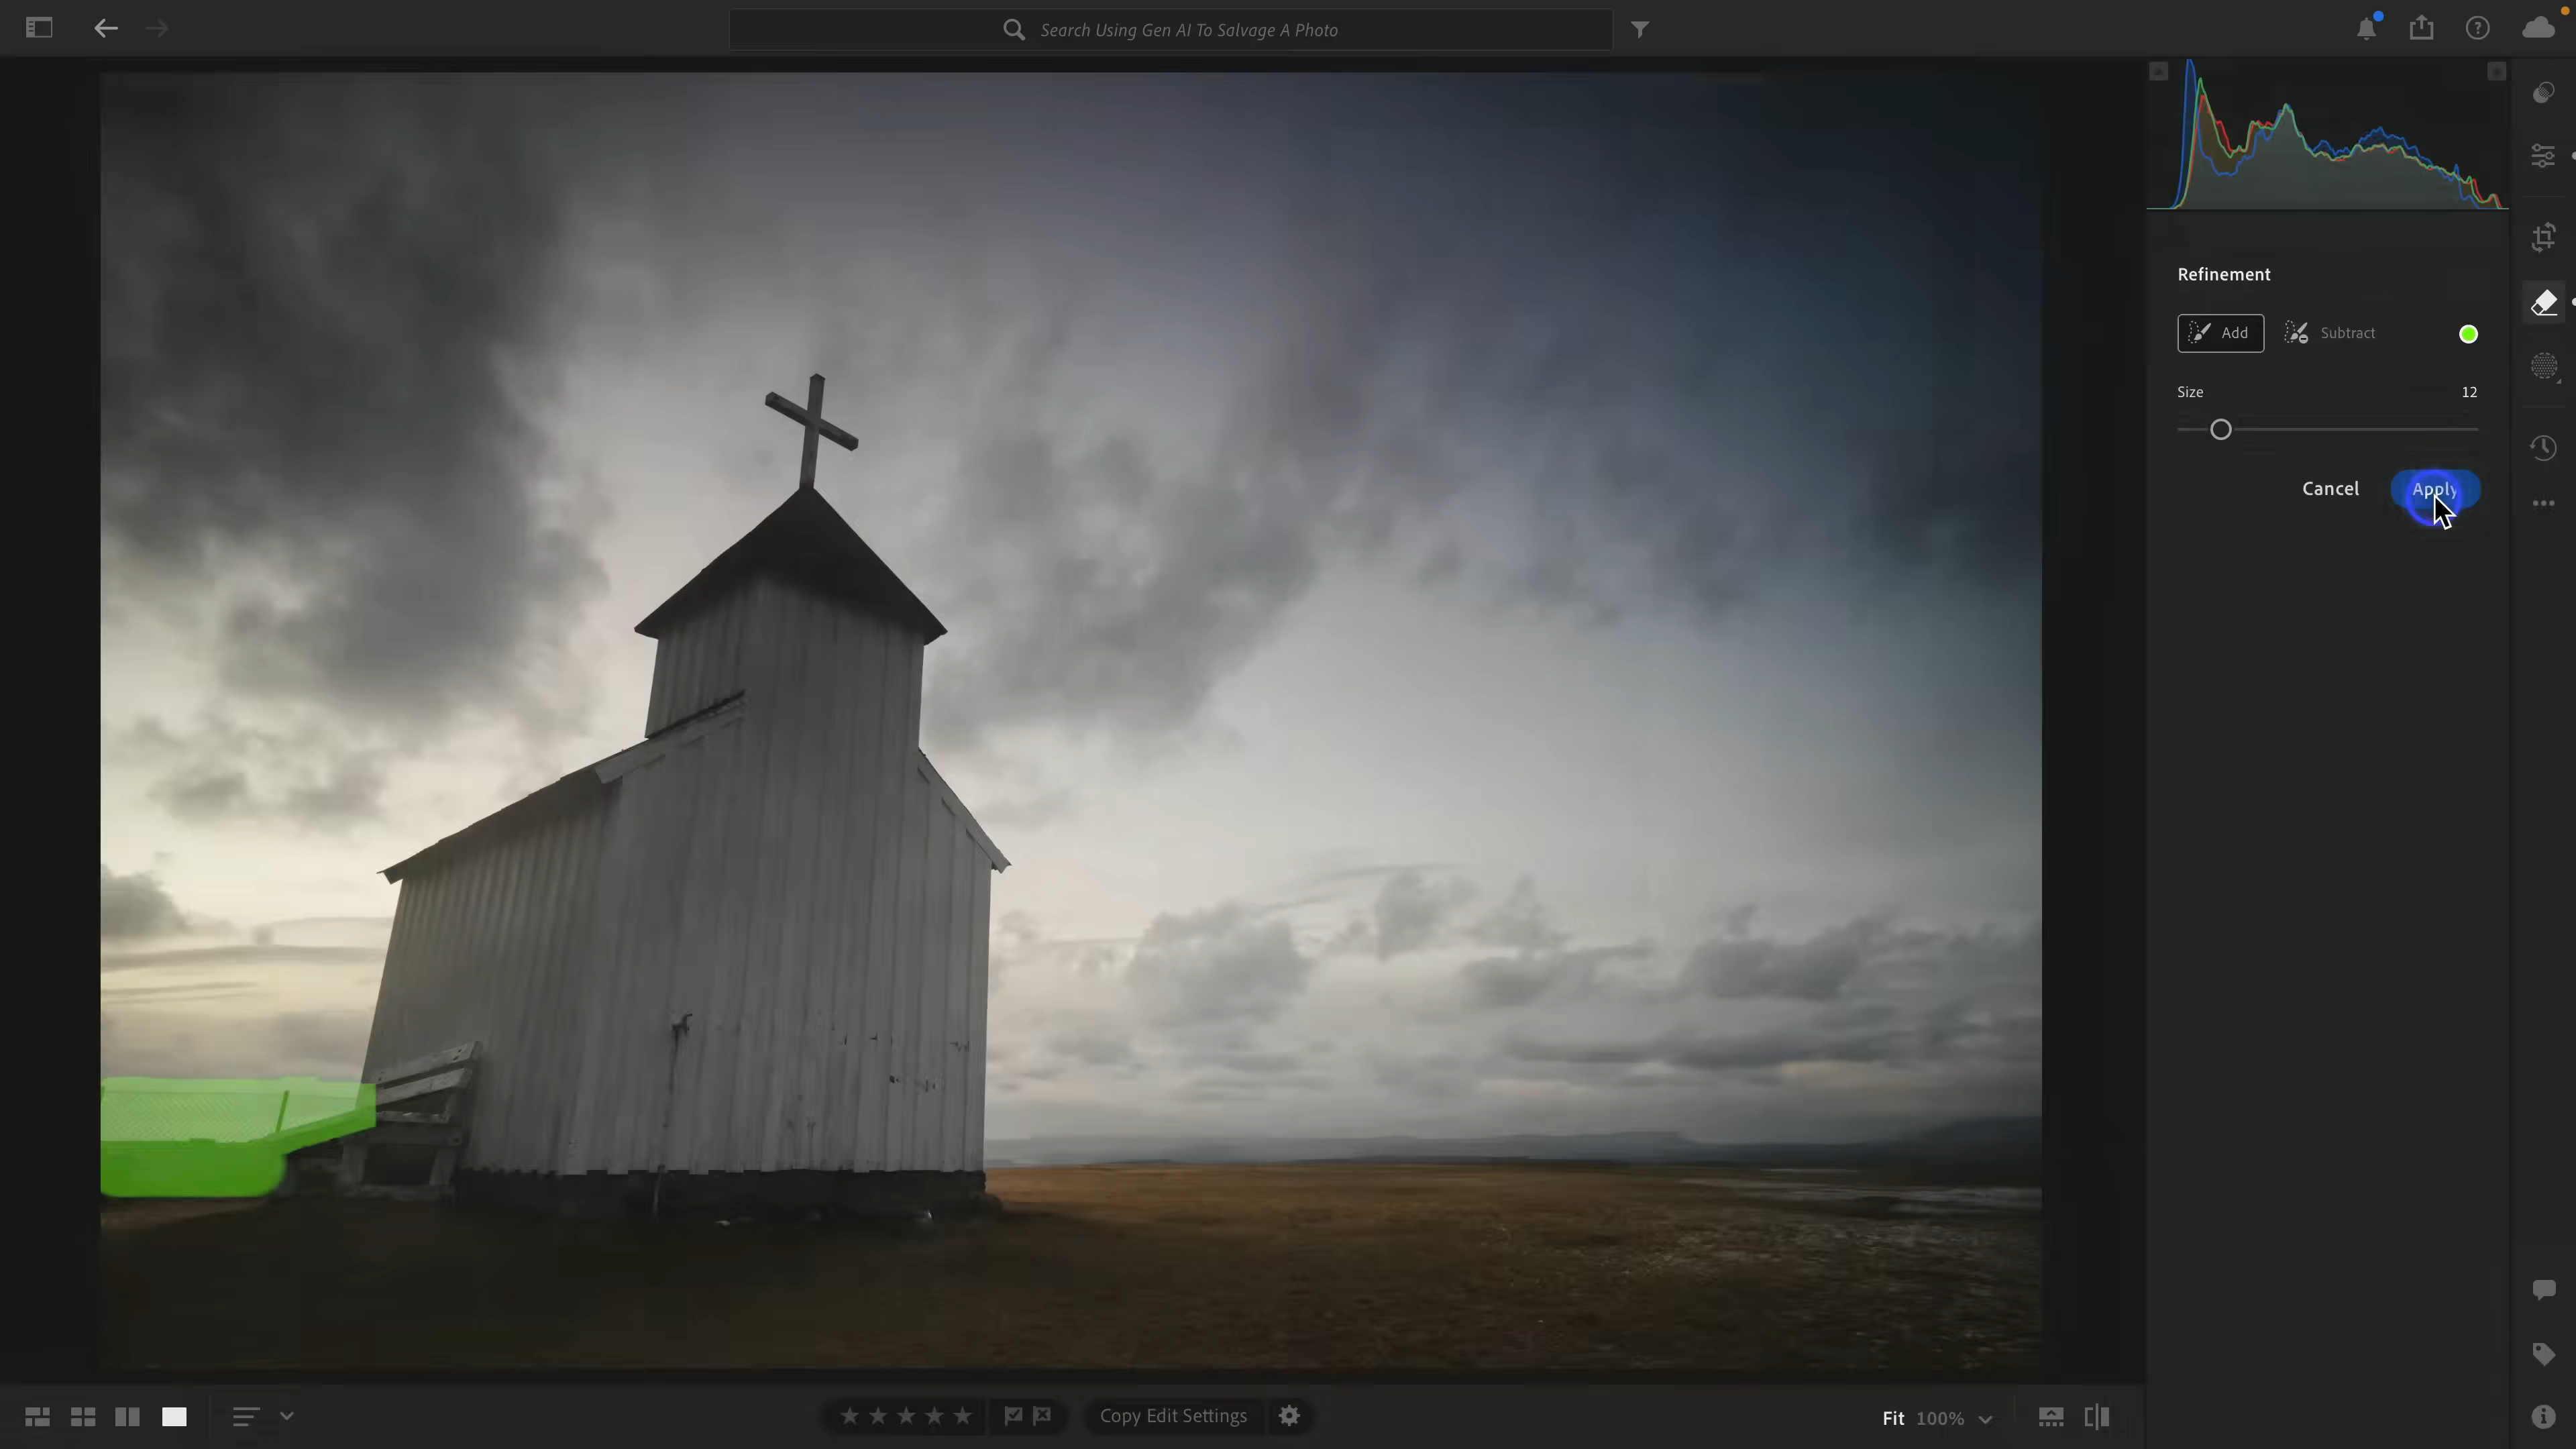 Search Using Gen AI To Salvage A Photo
Refinement
Add
Subtract
Size
12
Cancel
Apply
Copy Edit Settings
Fit
100%